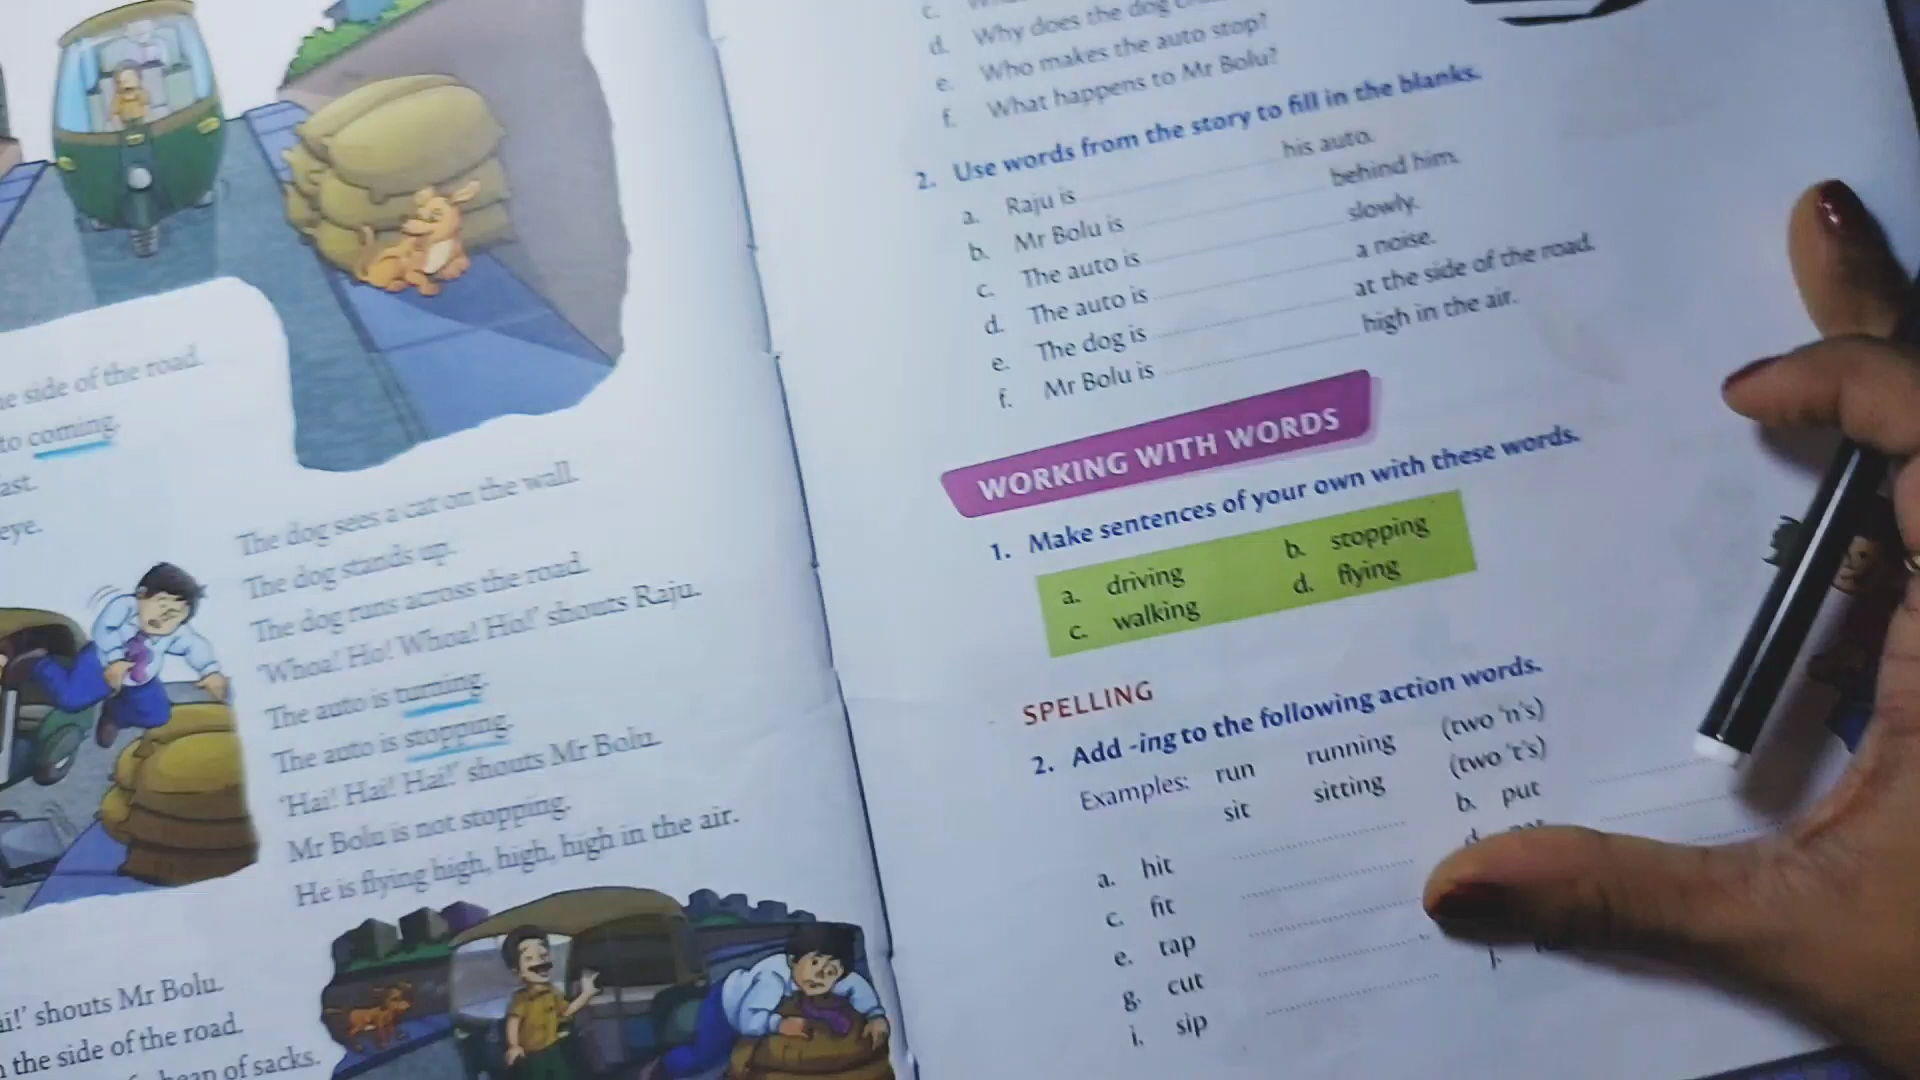 e side of the road.
to coming.
ast.
eye.
The dog sees a cat on the wall.
The dog stands up.
The dog runs across the road.
'Whoa! Ho! Whoa! Ho!' shouts Raju.
The auto is turning.
The auto is stopping.
'Hai! Hai! Hai!' shouts Mr Bolu.
Mr Bolu is not stopping.
He is flying high, high, high in the air.
ai!' shouts Mr Bolu.
the side of the road.
heap of sacks.
c.
d. Why does the dog
e. Who makes the auto stop?
f. What happens to Mr Bolu?
2. Use words from the story to fill in the blanks.
a. Raju is his auto.
b. Mr Bolu is behind him.
c. The auto is slowly.
d. The auto is a noise.
e. The dog is at the side of the road.
f. Mr Bolu is high in the air.
WORKING WITH WORDS
1. Make sentences of your own with these words.
a. driving b. stopping
c. walking d. flying
SPELLING
2. Add -ing to the following action words.
Examples: run running (two 'n's)
sit sitting (two 't's)
a. hit b. put
c. fit d.
e. tap
g. cut
i. sip j.